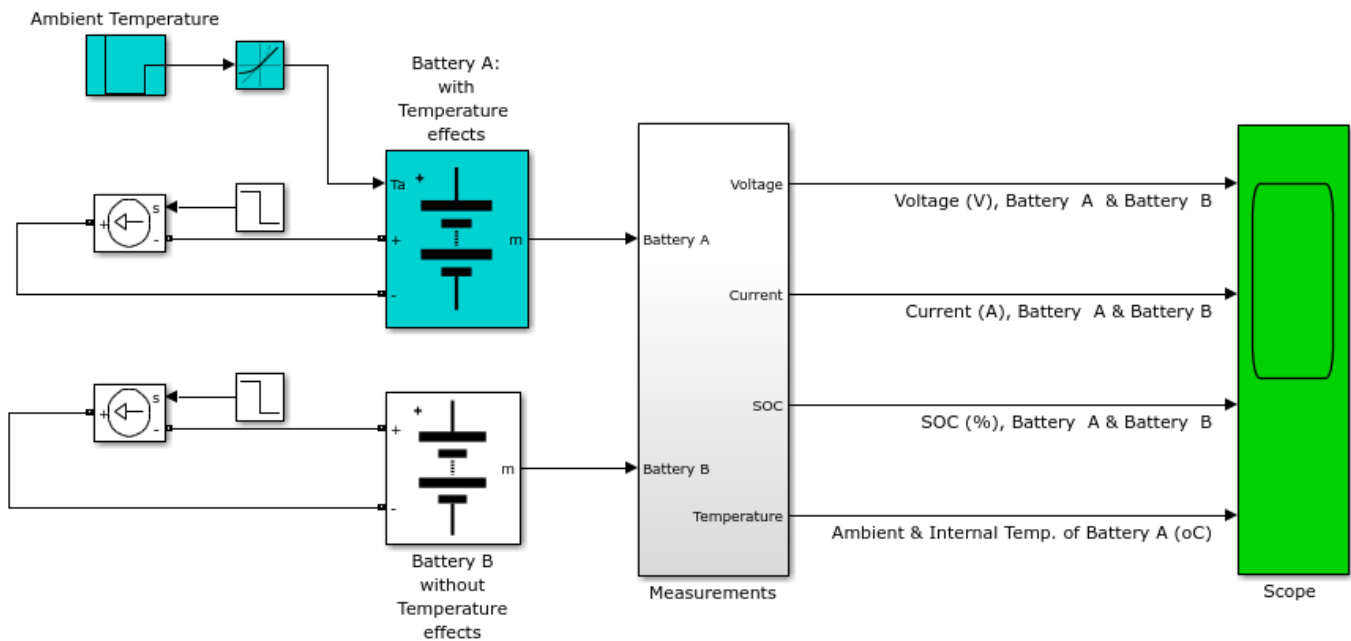 Ambient Temperature
Battery A:
with
Temperature
effects
Ta
+
+
-
m
s
+
-
Battery A
Battery B
Voltage
Current
SOC
Temperature
Measurements
Voltage (V), Battery  A  & Battery  B
Current (A), Battery  A & Battery B
SOC (%), Battery  A & Battery  B
Ambient & Internal Temp. of Battery A (oC)
Scope
s
+
-
+
+
-
m
Battery B
without
Temperature
effects